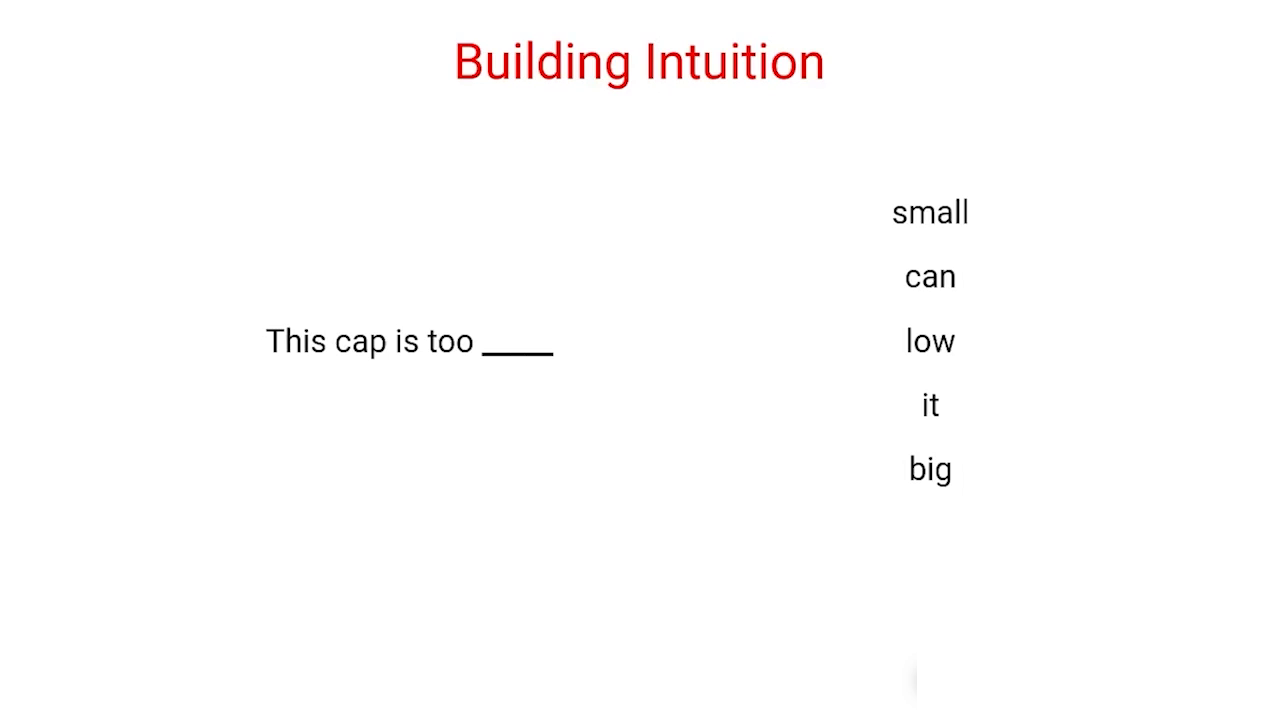 Building Intuition
This cap is too _____
small
can
low
it
big